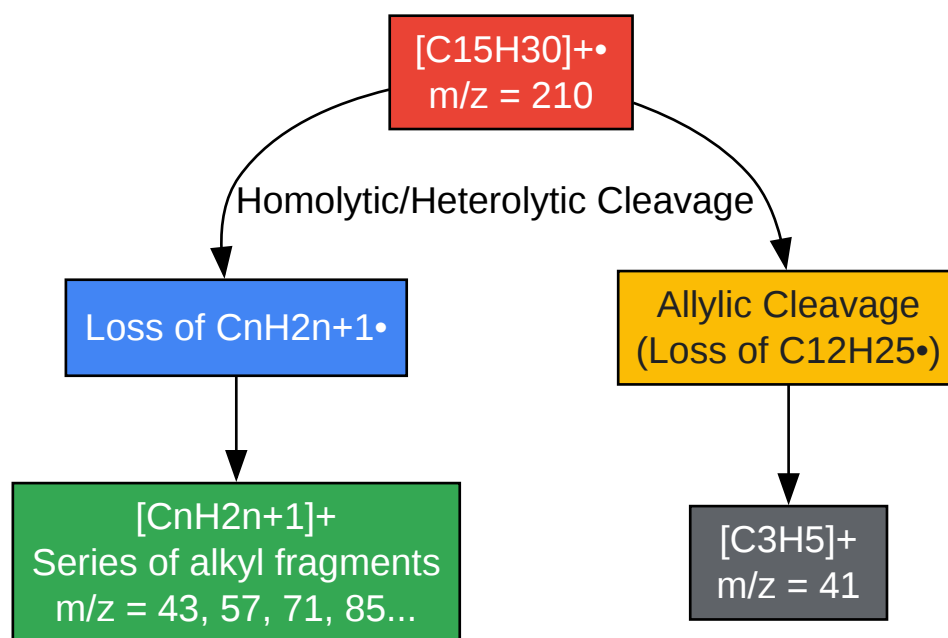 [C15H30]+•
m/z = 210
Homolytic/Heterolytic Cleavage
Loss of CnH2n+1•
Allylic Cleavage
(Loss of C12H25•)
[CnH2n+1]+
Series of alkyl fragments
m/z = 43, 57, 71, 85...
[C3H5]+
m/z = 41